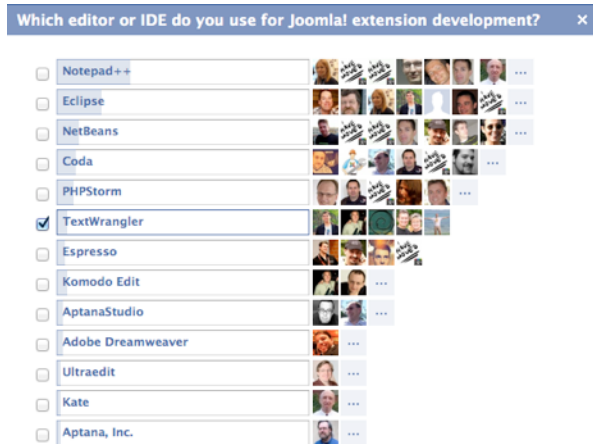 Which editor or IDE do you use for Joomla! extension development? ×
Notepad++ ...
Eclipse ...
NetBeans ...
Coda ...
PHPStorm ...
TextWrangler
Espresso
Komodo Edit ...
AptanaStudio ...
Adobe Dreamweaver ...
Ultraedit ...
Kate ...
Aptana, Inc. ...